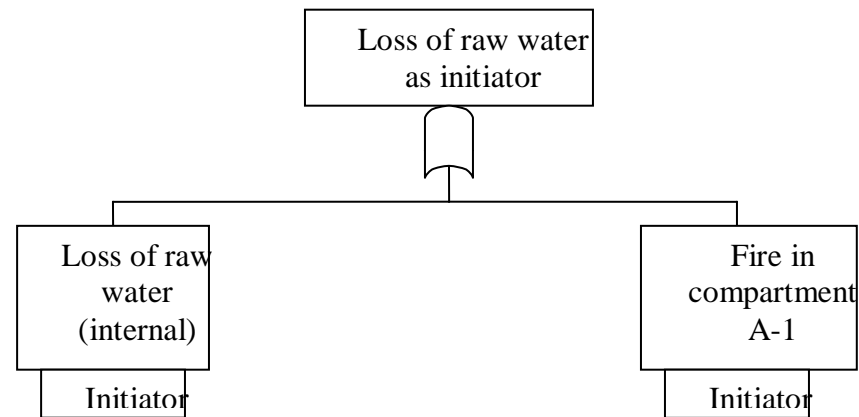 Loss of raw water
as initiator
Loss of raw
water
(internal)
Initiator
Fire in
compartment
A-1
Initiator